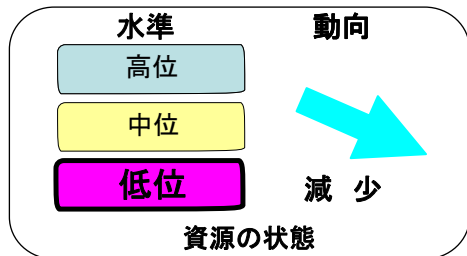 水準 動向
高位
中位
低位
減 少
資源の状態